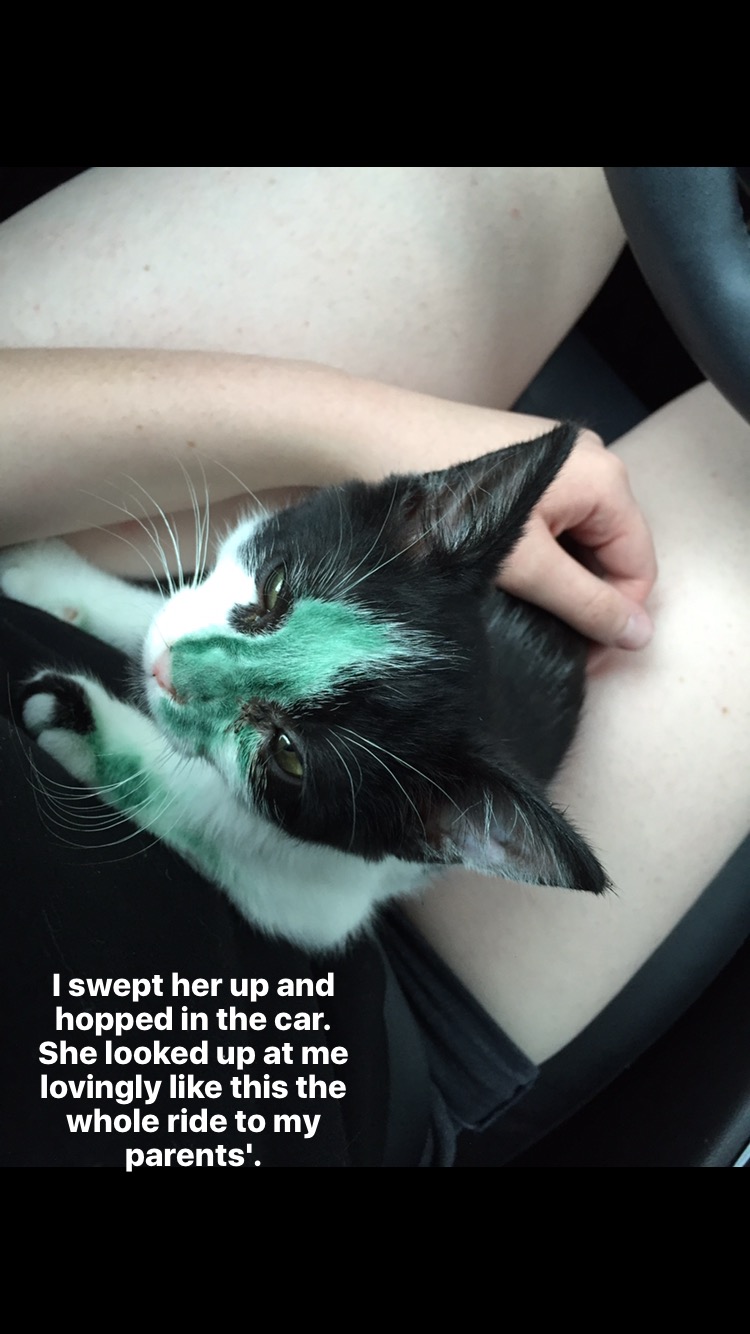 I swept her up and
hopped in the car.
She looked up at me
lovingly like this the
whole ride to my
parents'.